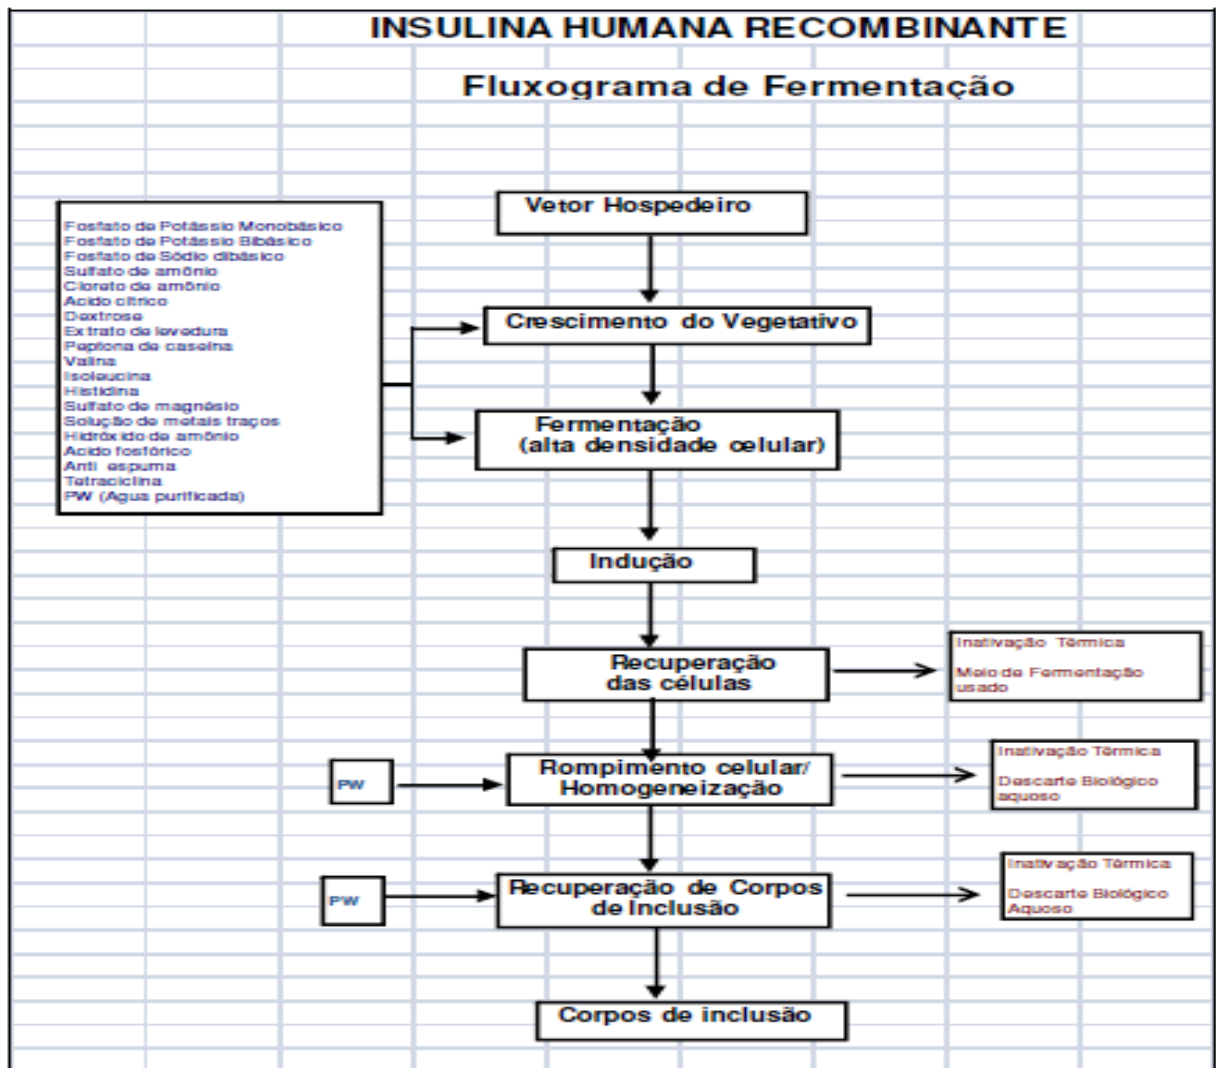 INSULINA HUMANA RECOMBINANTE
Fluxograma de Fermentação
Vetor Hospedeiro
Fosfato de Potássio Monobásico
Fosfato de Potássio Bibásico
Fosfato de Sódio dibásico
Sulfato de amônio
Cloreto de amônio
Acido cítrico
Dextrose
Extrato de levedura
Peptona de caseína
Valina
Isoleucina
Histidina
Sulfato de magnésio
Solução de metais traços
Hidróxido de amônio
Acido fosfórico
Anti espuma
Tetraciclina
PW (Agua purificada)
Crescimento do Vegetativo
Fermentação
(alta densidade celular)
Indução
Recuperação
das células
Inativação Térmica
Meio de Fermentação
usado
PW
Rompimento celular/
Homogeneização
Inativação Térmica
Descarte Biológico
aquoso
PW
Recuperação de Corpos
de Inclusão
Inativação Térmica
Descarte Biológico
Aquoso
Corpos de inclusão